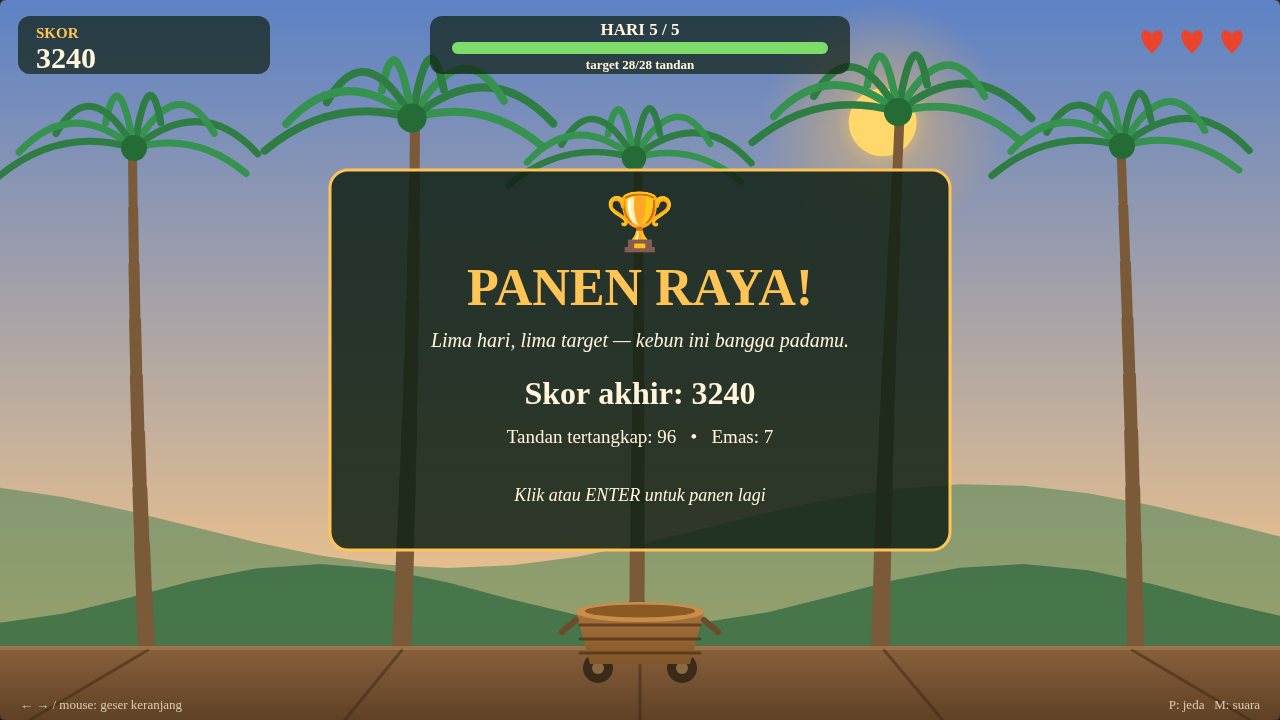 SKOR
3240
HARI 5 / 5
target 28/28 tandan
PANEN RAYA!
Lima hari, lima target — kebun ini bangga padamu.
Skor akhir: 3240
Tandan tertangkap: 96 • Emas: 7
Klik atau ENTER untuk panen lagi
← → / mouse: geser keranjang
P: jeda M: suara